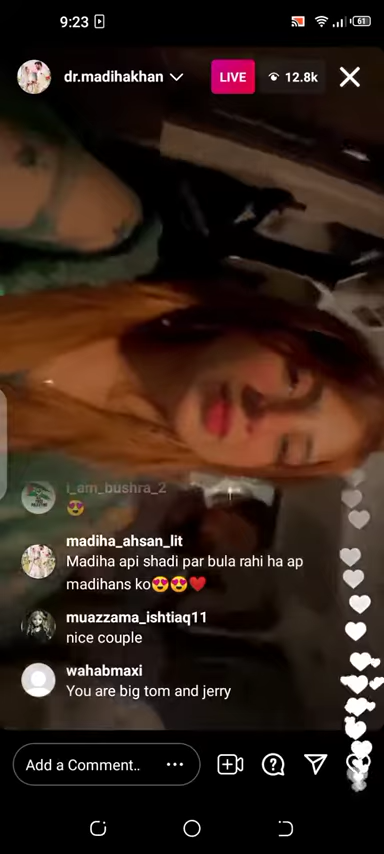 9:23
61
dr.madihakhan
LIVE
12.8k
i_am_bushra_2
😍
madiha_ahsan_lit
Madiha api shadi par bula rahi ha ap
madihans ko😍😍❤️
muazzama_ishtiaq11
nice couple
wahabmaxi
You are big tom and jerry
Add a Comment..